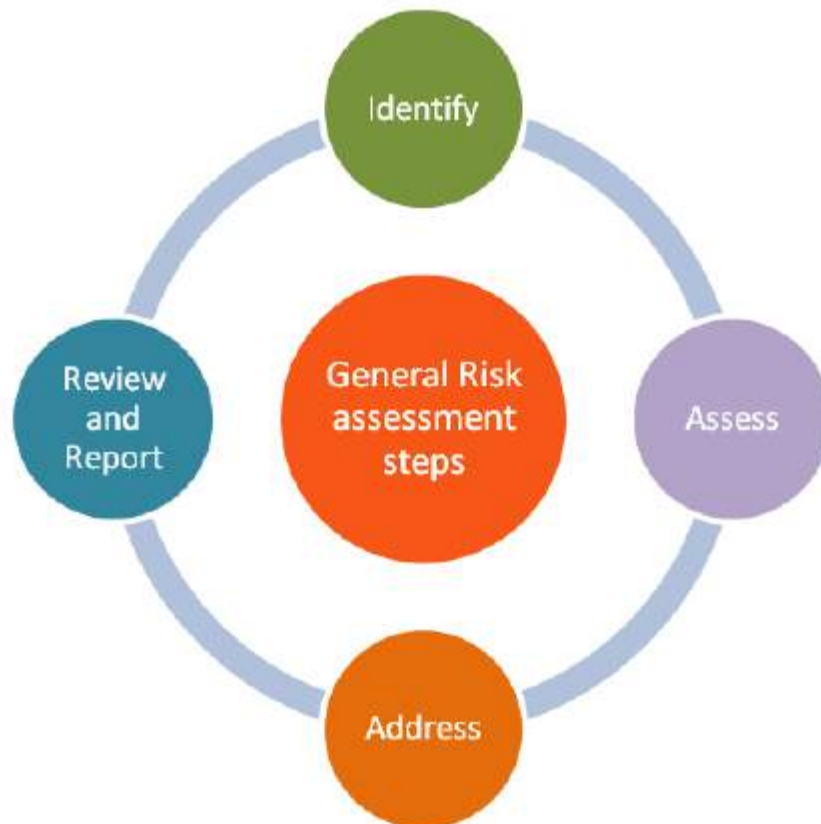 Identify
Review
and
Report
General Risk
assessment
steps
Assess
Address